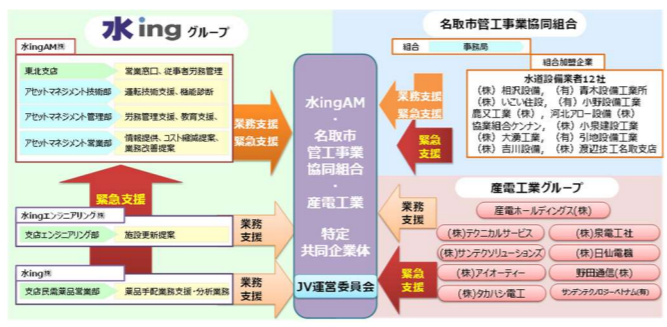 水ing グループ
水ingAM㈱
東北支店
営業窓口、従事者労務管理
アセットマネジメント技術部
運転技術支援、機能診断
アセットマネジメント管理部
労務管理支援、教育支援、
アセットマネジメント営業部
情報提供、コスト縮減提案、
業務改善提案
業務支援
緊急支援
緊急支援
水ingエンジニアリング㈱
支店エンジニアリング部
施設更新提案
業務
支援
水ing㈱
支店民需薬品営業部
薬品手配業務支援・分析業務
業務
支援
水ingAM
・
名取市
管工事業
協同組合
・
産電工業
特定
共同企業体
JV運営委員会
名取市管工事業協同組合
組合
事務局
組合加盟企業
水道設備業者12社
(株) 相沢設備, (有) 青木設備工業所
(株) いこい住設, (有) 小野設備工業
鹿又工業 (株), 河北アロー設備 (株)
協業組合ケンナン, (株) 小泉建設工業
(株) 大湧工業, (有) 引地設備工業
(株) 吉川設備, (株) 渡辺技工名取支店
業務支援
緊急支援
緊急
支援
産電工業グループ
産電ホールディングス(株)
(株)テクニカルサービス
(株)泉電工社
(株)サンテクソリューションズ
(株)日仙電機
(株)アイオーティー
野田通信(株)
(株)タカハシ電工
サンデンテクノロジーベトナム(有)
業務
支援
緊急
支援